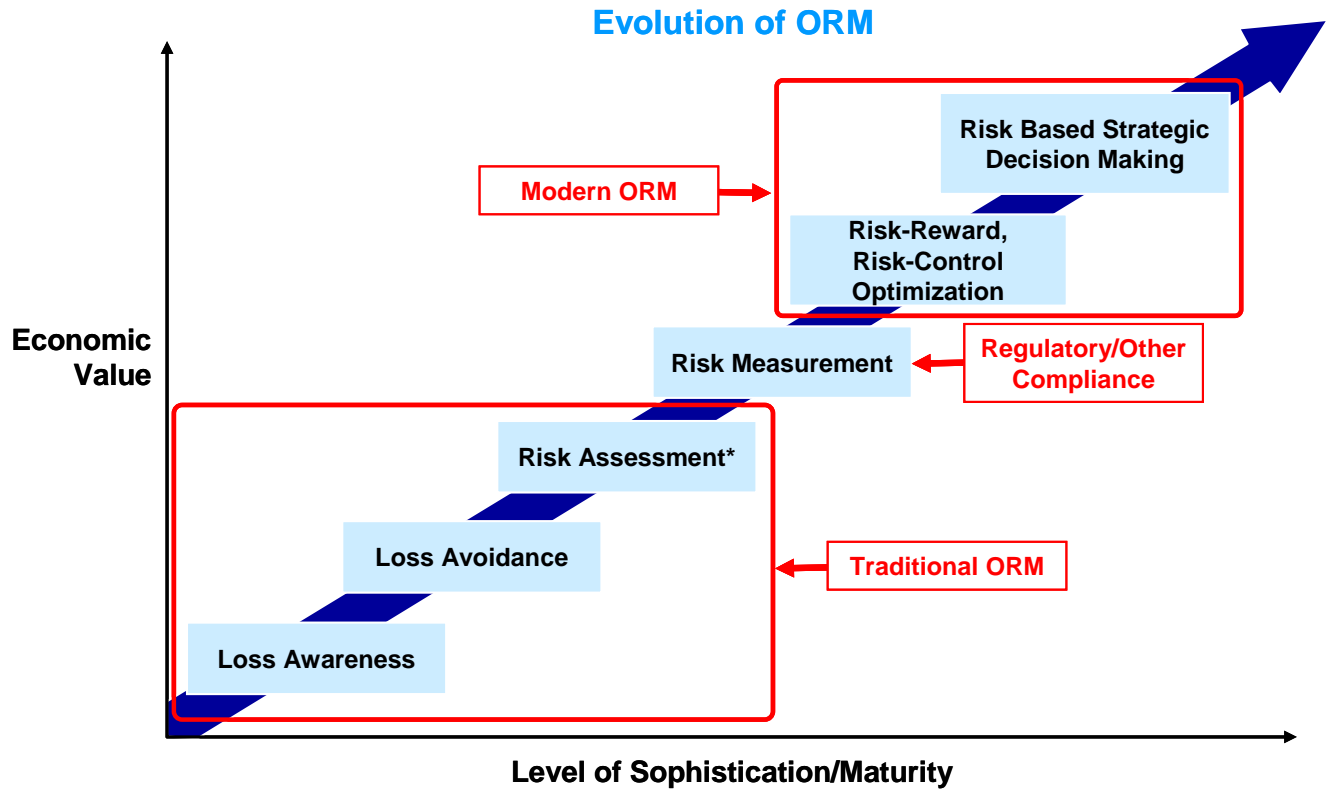 Evolution of ORM
Risk Based Strategic
Decision Making
Modern ORM
Risk-Reward,
Risk-Control
Optimization
Economic
Value
Risk Measurement
Regulatory/Other
Compliance
Risk Assessment*
Loss Avoidance
Traditional ORM
Loss Awareness
Level of Sophistication/Maturity